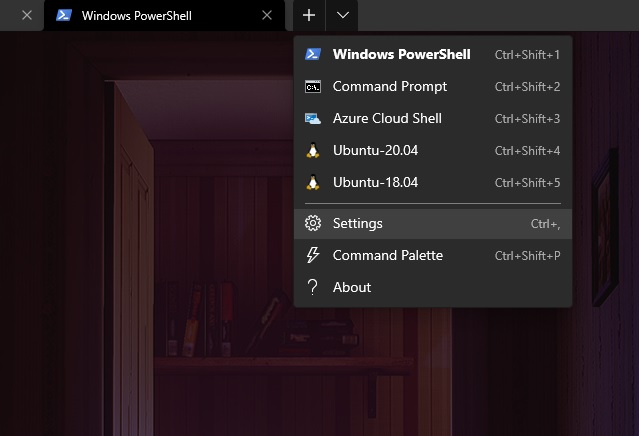 Windows PowerShell
Windows PowerShell Ctrl+Shift+1
Command Prompt Ctrl+Shift+2
Azure Cloud Shell Ctrl+Shift+3
Ubuntu-20.04 Ctrl+Shift+4
Ubuntu-18.04 Ctrl+Shift+5
Settings Ctrl+,
Command Palette Ctrl+Shift+P
About